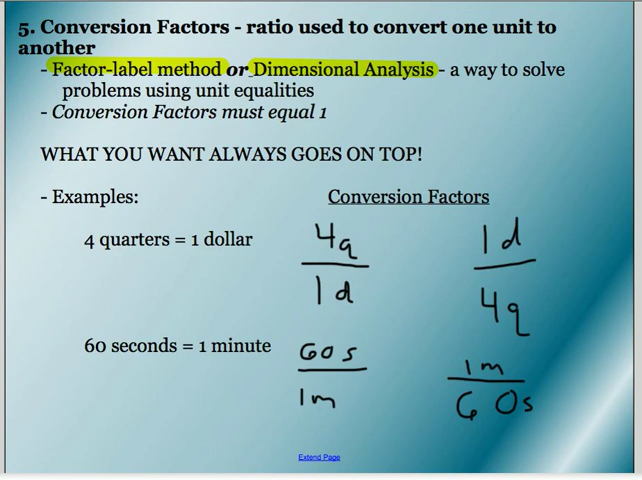 5. Conversion Factors - ratio used to convert one unit to
another
- Factor-label method or Dimensional Analysis - a way to solve
problems using unit equalities
- Conversion Factors must equal 1
WHAT YOU WANT ALWAYS GOES ON TOP!
- Examples: Conversion Factors
4 quarters = 1 dollar
4q 1d
1d 4q
60 seconds = 1 minute
60s 1m
1m 60s
Extend Page